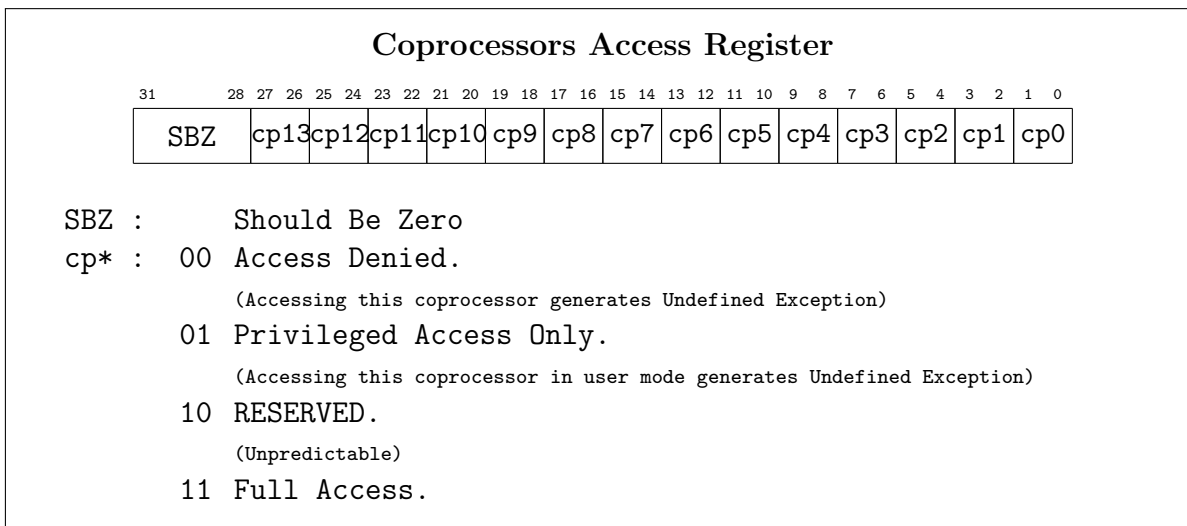 Coprocessors Access Register
31 28 27 26 25 24 23 22 21 20 19 18 17 16 15 14 13 12 11 10 9 8 7 6 5 4 3 2 1 0
SBZ cp13 cp12 cp11 cp10 cp9 cp8 cp7 cp6 cp5 cp4 cp3 cp2 cp1 cp0
SBZ : Should Be Zero
cp* : 00 Access Denied.
(Accessing this coprocessor generates Undefined Exception)
01 Privileged Access Only.
(Accessing this coprocessor in user mode generates Undefined Exception)
10 RESERVED.
(Unpredictable)
11 Full Access.